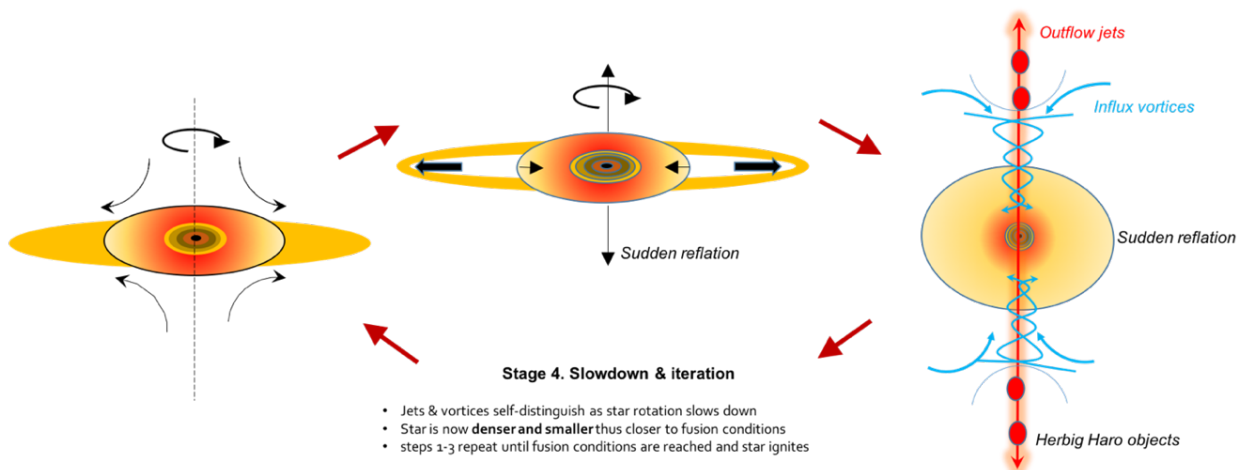 Outflow jets
Influx vortices
Sudden reflation
Sudden reflation
Herbig Haro objects
Stage 4. Slowdown & iteration
• Jets & vortices self-distinguish as star rotation slows down
• Star is now denser and smaller thus closer to fusion conditions
• steps 1-3 repeat until fusion conditions are reached and star ignites